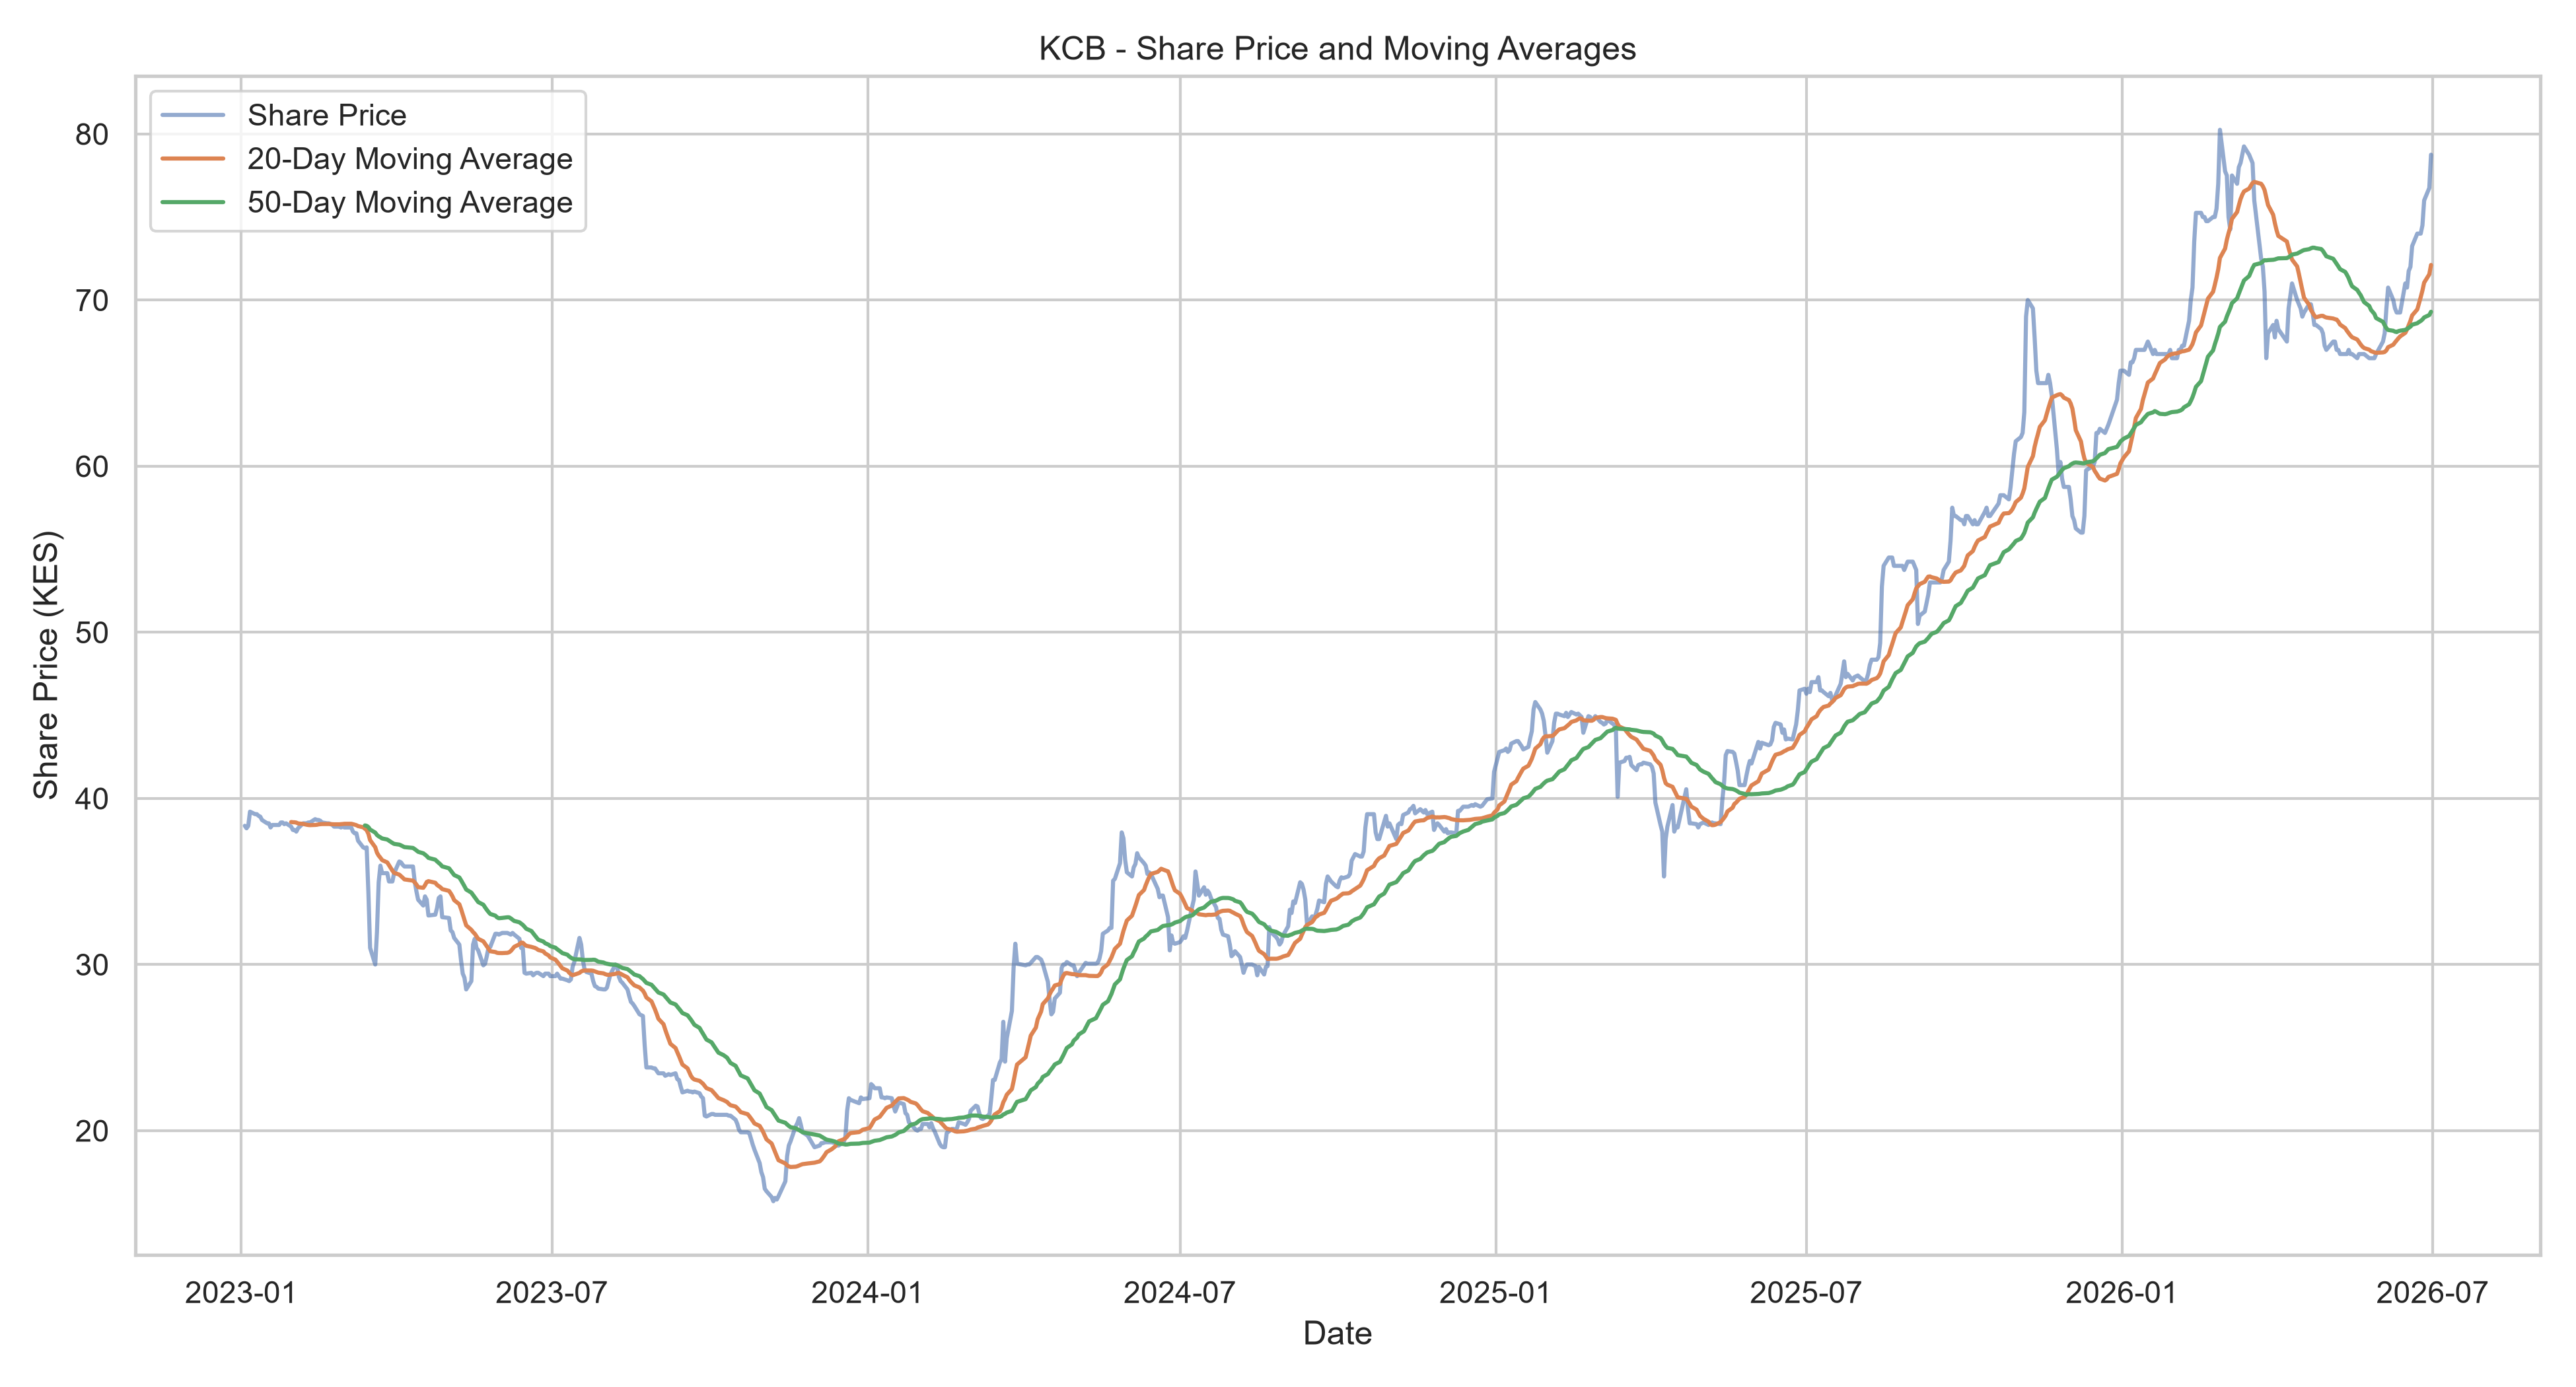 KCB - Share Price and Moving Averages
Share Price
20-Day Moving Average
50-Day Moving Average
Share Price (KES)
80
70
60
50
40
30
20
2023-01
2023-07
2024-01
2024-07
2025-01
2025-07
2026-01
2026-07
Date